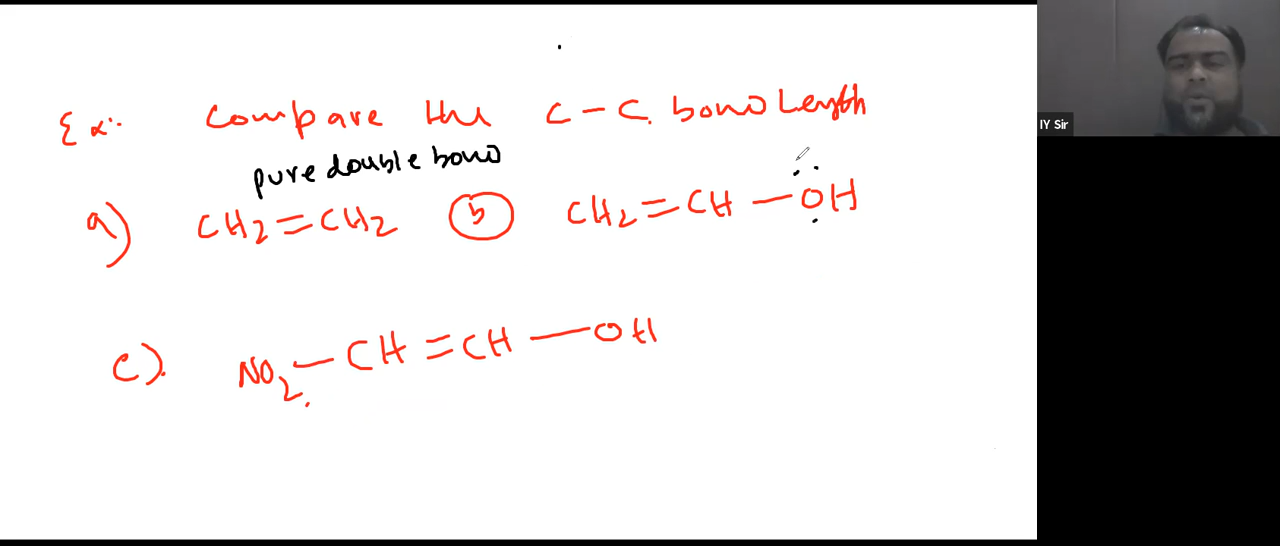 Ex:- Compare the C-C. bond Length
pure double bond
a) CH2=CH2 (b) CH2=CH-OH
c). NO2-CH=CH-OH
IY Sir